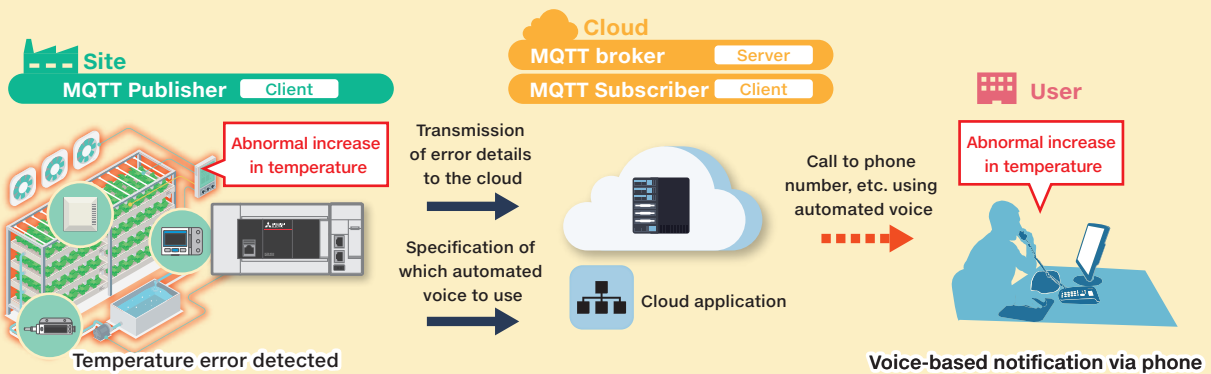 Site
MQTT Publisher Client
Abnormal increase
in temperature
Temperature error detected
Transmission
of error details
to the cloud
Specification of
which automated
voice to use
Cloud
MQTT broker Server
MQTT Subscriber Client
Cloud application
Call to phone
number, etc. using
automated voice
User
Abnormal increase
in temperature
Voice-based notification via phone